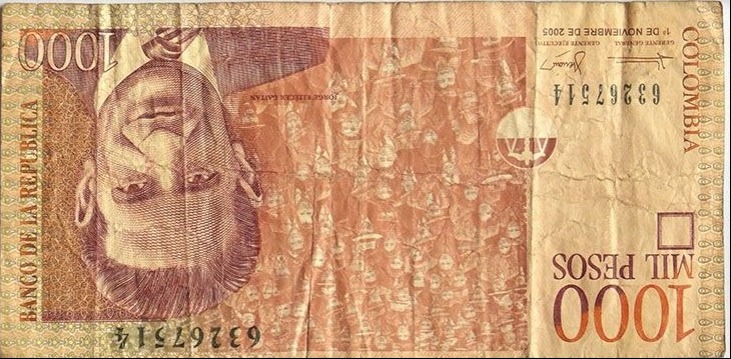 63267514
1000
MIL PESOS
COLOMBIA
63267514
GERENTE GENERAL
GERENTE EJECUTIVO
1º DE NOVIEMBRE DE 2005
JORGE ELIECER GAITAN
BANCO DE LA REPUBLICA
1000